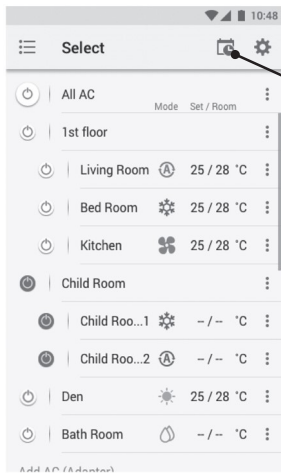 10:48
Select
All AC
Mode Set / Room
1st floor
Living Room A 25 / 28 °C
Bed Room 25 / 28 °C
Kitchen 25 / 28 °C
Child Room
Child Roo...1 -- / -- °C
Child Roo...2 A -- / -- °C
Den 25 / 28 °C
Bath Room -- / -- °C
Add AC (Adapter)